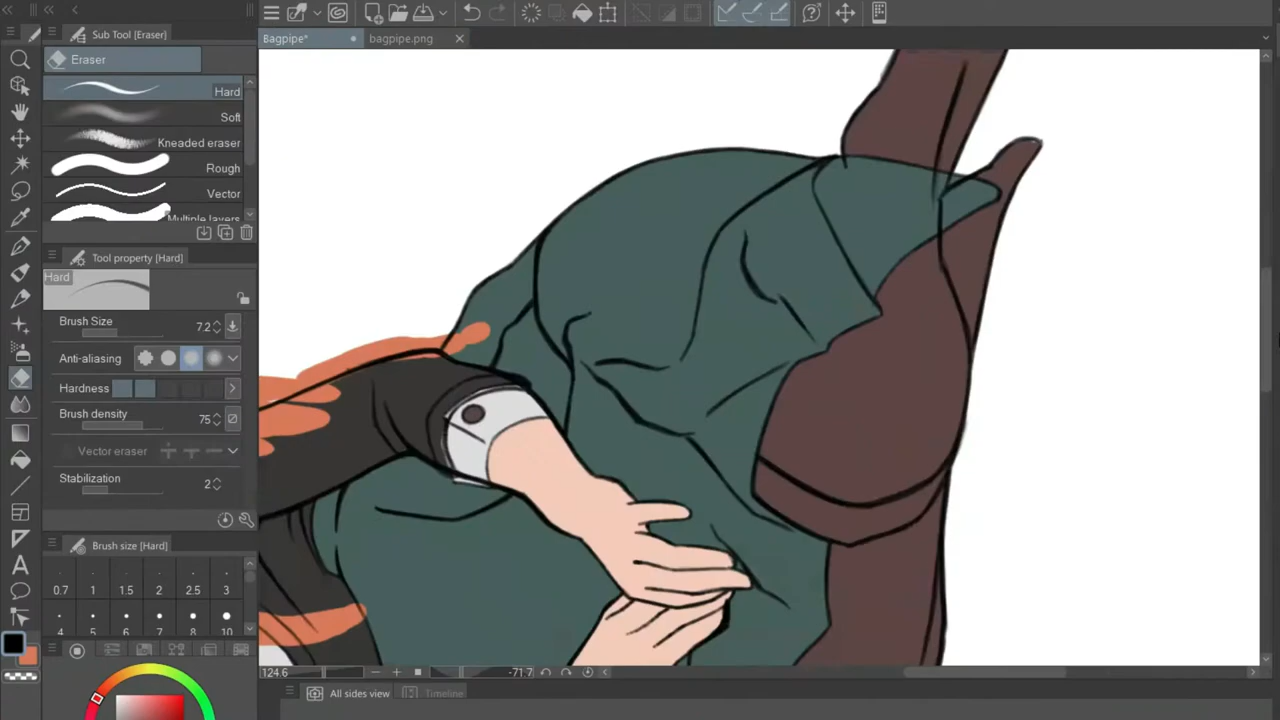 Sub Tool [Eraser]
Bagpipe*
bagpipe.png
Eraser
Hard
Soft
Kneaded eraser
Rough
Vector
Multiple layers
Tool property [Hard]
Hard
Brush Size 7.2
Anti-aliasing
Hardness
Brush density 75
Vector eraser
Stabilization 2
Brush size [Hard]
0.7 1 1.5 2 2.5 3
4 5 6 7 8 10
124.6 -71.7
All sides view Timeline